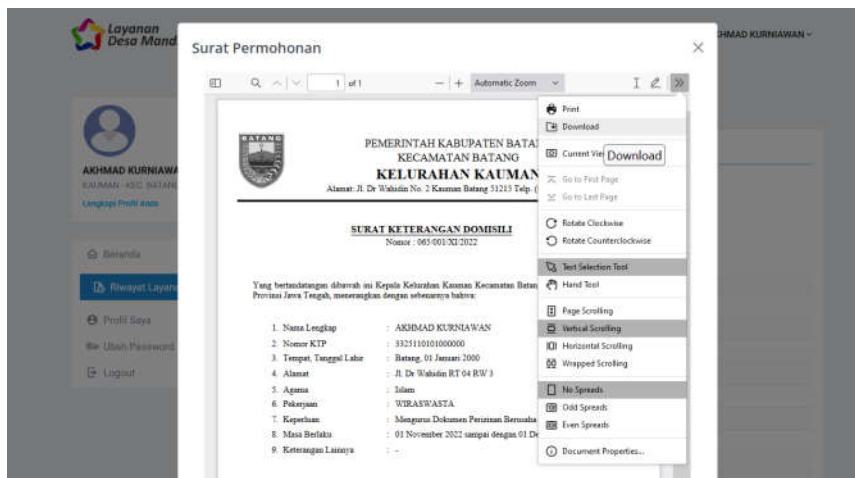 Layanan
Desa Mand
HMAD KURNIAWAN
Surat Permohonan
1 of 1
Automatic Zoom
AKHMAD KURNIAWA
KAUMAN - KEC. BATANG
Lengkapi Profil Anda
Beranda
Riwayat Layana
Profil Saya
Ubah Password
Logout
BATANG
PEMERINTAH KABUPATEN BATA
KECAMATAN BATANG
KELURAHAN KAUMAN
Alamat: Jl. Dr Wahidin No. 2 Kauman Batang 51215 Telp. (
SURAT KETERANGAN DOMISILI
Nomor : 065/001/XI/2022
Yang bertandatangan dibawah ini Kepala Kelurahan Kauman Kecamatan Batan
Provinsi Jawa Tengah, menerangkan dengan sebenarnya bahwa:
1. Nama Lengkap : AKHMAD KURNIAWAN
2. Nomor KTP : 3325110101000000
3. Tempat, Tanggal Lahir : Batang, 01 Januari 2000
4. Alamat : Jl. Dr Wahidin RT 04 RW 3
5. Agama : Islam
6. Pekerjaan : WIRASWASTA
7. Keperluan : Mengurus Dokumen Perizinan Berusaha
8. Masa Berlaku : 01 November 2022 sampai dengan 01 De
9. Keterangan Lainnya : -
Print
Download
Current Vie
Download
Go to First Page
Go to Last Page
Rotate Clockwise
Rotate Counterclockwise
Text Selection Tool
Hand Tool
Page Scrolling
Vertical Scrolling
Horizontal Scrolling
Wrapped Scrolling
No Spreads
Odd Spreads
Even Spreads
Document Properties...